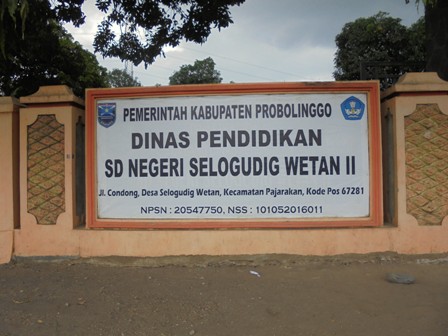 PEMERINTAH KABUPATEN PROBOLINGGO
DINAS PENDIDIKAN
SD NEGERI SELOGUDIG WETAN II
Jl. Condong, Desa Selogudig Wetan, Kecamatan Pajarakan, Kode Pos 67281
NPSN : 20547750, NSS : 101052016011